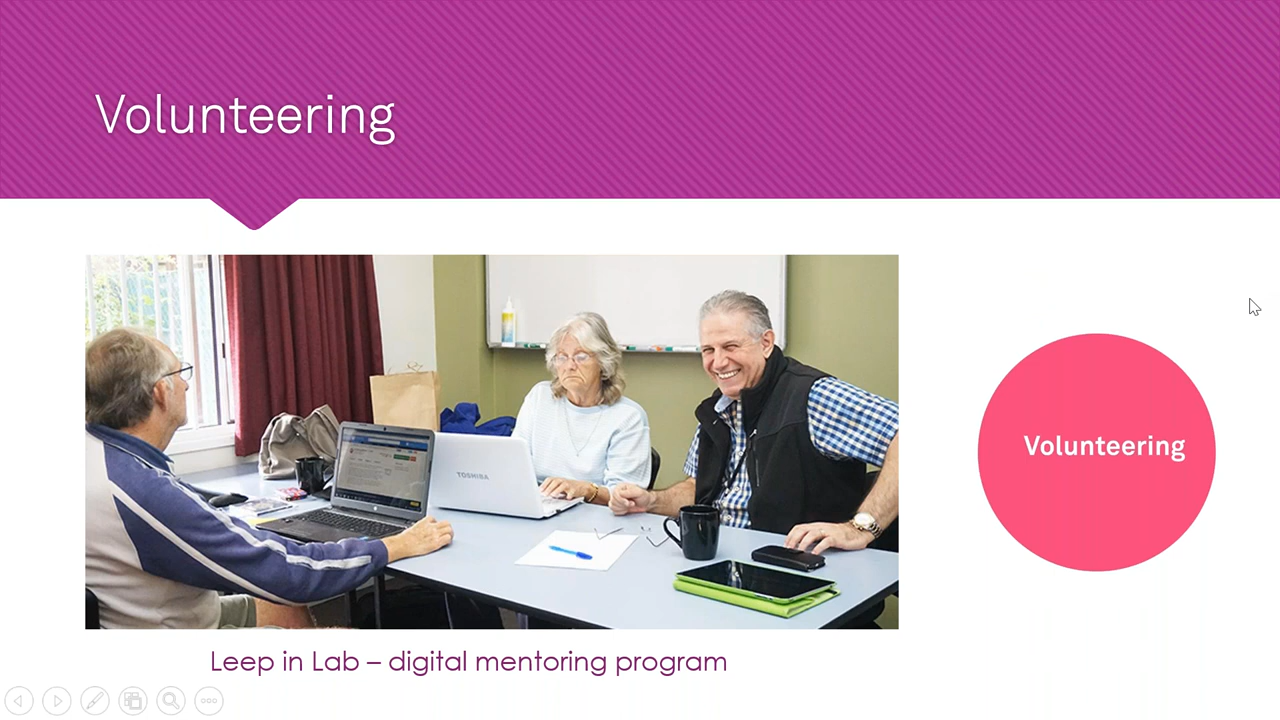 Volunteering
TOSHIBA
Volunteering
Leep in Lab – digital mentoring program